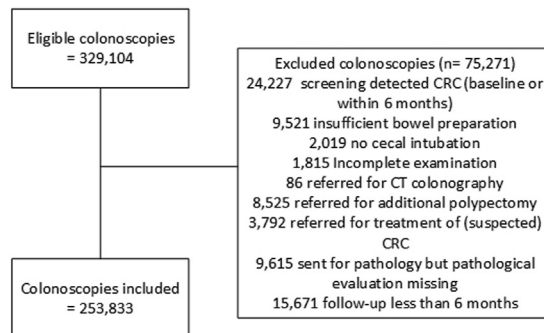 Eligible colonoscopies
= 329,104
Excluded colonoscopies (n= 75,271)
24,227 screening detected CRC (baseline or
within 6 months)
9,521 insufficient bowel preparation
2,019 no cecal intubation
1,815 Incomplete examination
86 referred for CT colonography
8,525 referred for additional polypectomy
3,792 referred for treatment of (suspected)
CRC
9,615 sent for pathology but pathological
evaluation missing
15,671 follow-up less than 6 months
Colonoscopies included
= 253,833